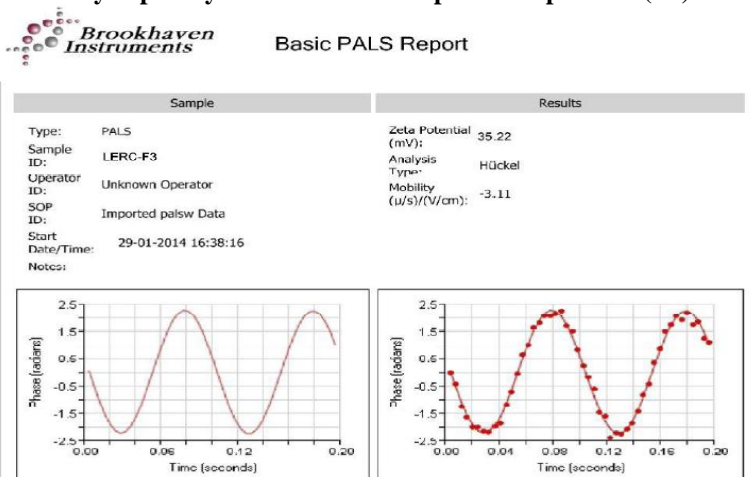 Brookhaven
Instruments
Basic PALS Report
Sample
Type: PALS
Sample
ID: LERC-F3
Operator
ID: Unknown Operator
SOP
ID: Imported palsw Data
Start
Date/Time: 29-01-2014 16:38:16
Notes:
Results
Zeta Potential
(mV): 35.22
Analysis
Type: Hückel
Mobility
(μ/s)/(V/cm): -3.11
Phase (radians)
2.5
1.5
0.5
-0.5
-1.5
-2.5
0.00 0.06 0.12 0.20
Time (seconds)
Phase (radians)
2.5
1.5
0.5
-0.5
-1.5
-2.5
0.00 0.04 0.08 0.12 0.16 0.20
Time (seconds)